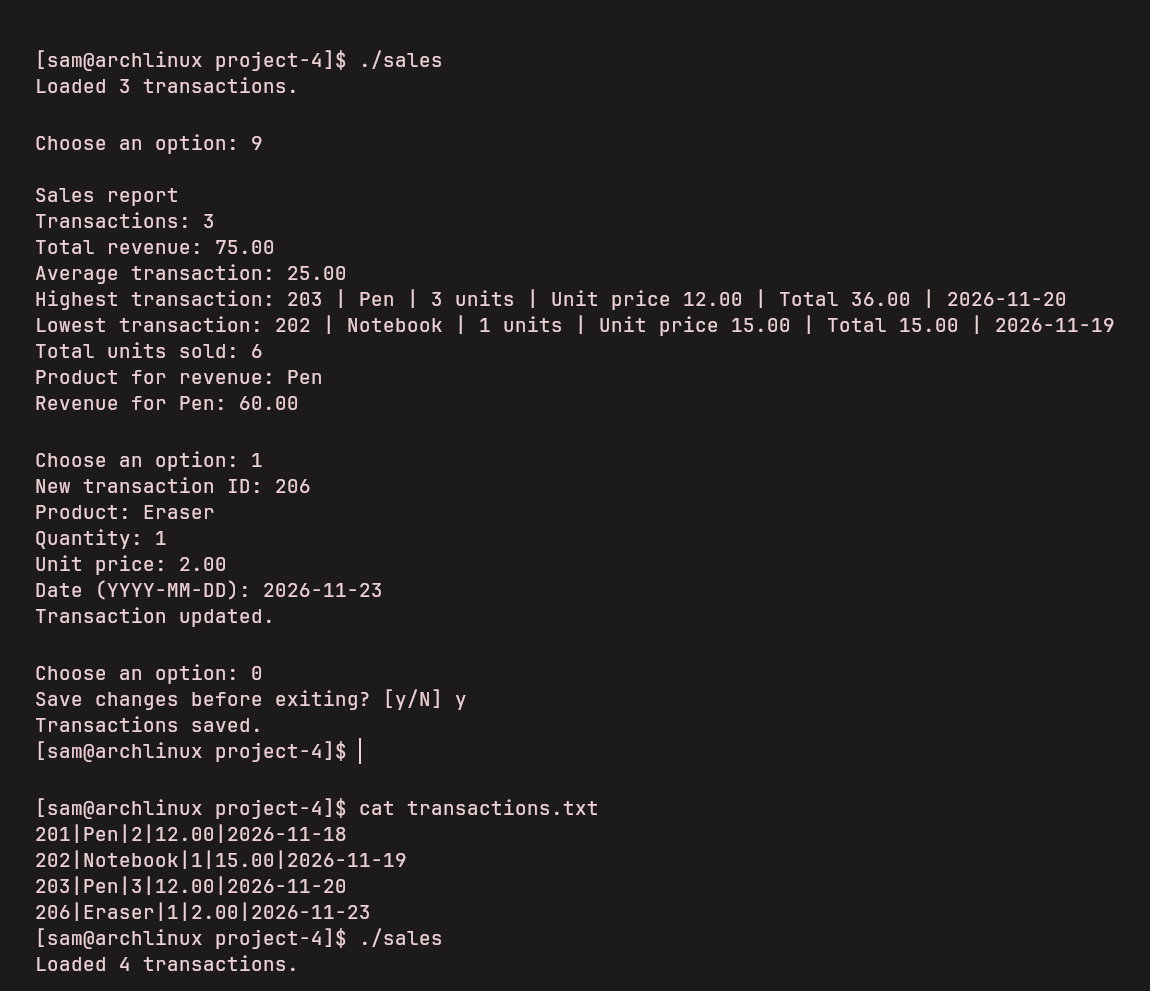 [sam@archlinux project-4]$ ./sales
Loaded 3 transactions.
Choose an option: 9
Sales report
Transactions: 3
Total revenue: 75.00
Average transaction: 25.00
Highest transaction: 203 | Pen | 3 units | Unit price 12.00 | Total 36.00 | 2026-11-20
Lowest transaction: 202 | Notebook | 1 units | Unit price 15.00 | Total 15.00 | 2026-11-19
Total units sold: 6
Product for revenue: Pen
Revenue for Pen: 60.00
Choose an option: 1
New transaction ID: 206
Product: Eraser
Quantity: 1
Unit price: 2.00
Date (YYYY-MM-DD): 2026-11-23
Transaction updated.
Choose an option: 0
Save changes before exiting? [y/N] y
Transactions saved.
[sam@archlinux project-4]$
[sam@archlinux project-4]$ cat transactions.txt
201|Pen|2|12.00|2026-11-18
202|Notebook|1|15.00|2026-11-19
203|Pen|3|12.00|2026-11-20
206|Eraser|1|2.00|2026-11-23
[sam@archlinux project-4]$ ./sales
Loaded 4 transactions.